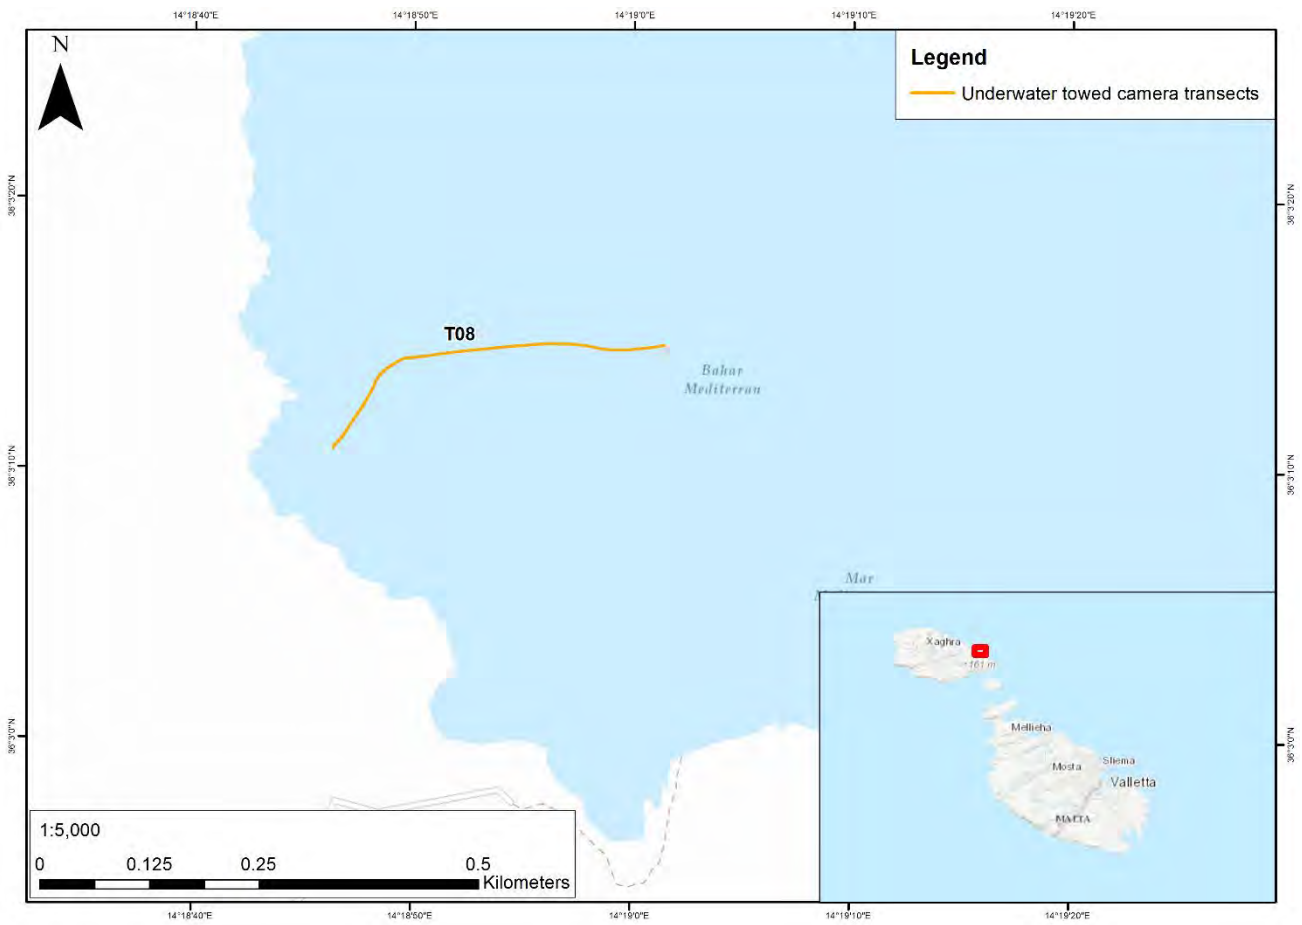 14°18'40"E
14°18'50"E
14°19'0"E
14°19'10"E
14°19'20"E
N
Legend
Underwater towed camera transects
36°3'20"N
36°3'20"N
T08
Bahar
Mediterran
36°3'10"N
36°3'10"N
Mar
Xaghra
161 m
Mellieha
Mosta
Sliema
Valletta
MALTA
36°3'0"N
36°3'0"N
1:5,000
0
0.125
0.25
0.5
Kilometers
14°18'40"E
14°18'50"E
14°19'0"E
14°19'10"E
14°19'20"E